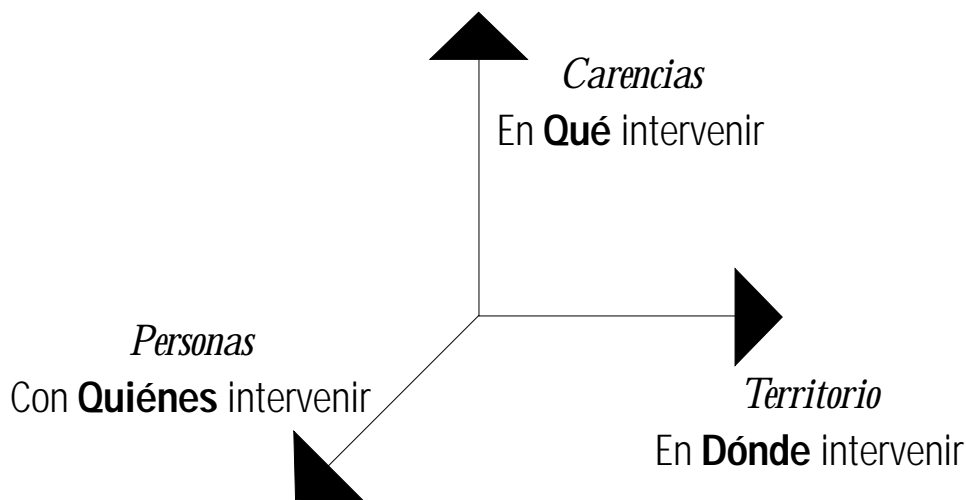 Carencias
En Qué intervenir
Personas
Con Quiénes intervenir
Territorio
En Dónde intervenir